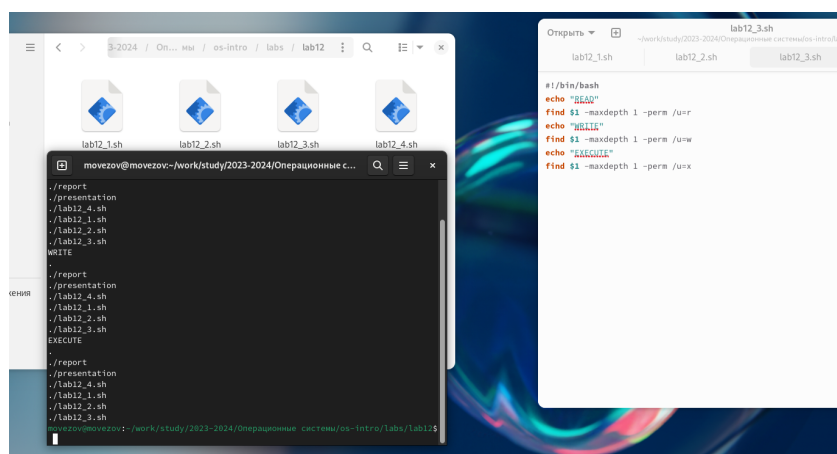 3-2024 / Оп... мы / os-intro / labs / lab12
lab12_1.sh
lab12_2.sh
lab12_3.sh
lab12_4.sh
жения
movezov@movezov:~/work/study/2023-2024/Операционные с...
./report
./presentation
./lab12_4.sh
./lab12_1.sh
./lab12_2.sh
./lab12_3.sh
WRITE
.
./report
./presentation
./lab12_4.sh
./lab12_1.sh
./lab12_2.sh
./lab12_3.sh
EXECUTE
.
./report
./presentation
./lab12_4.sh
./lab12_1.sh
./lab12_2.sh
./lab12_3.sh
movezov@movezov:~/work/study/2023-2024/Операционные системы/os-intro/labs/lab12$
Открыть
lab12_3.sh
~/work/study/2023-2024/Операционные системы/os-intro/l
lab12_1.sh
lab12_2.sh
lab12_3.sh
#!/bin/bash
echo "READ"
find $1 -maxdepth 1 -perm /u=r
echo "WRITE"
find $1 -maxdepth 1 -perm /u=w
echo "EXECUTE"
find $1 -maxdepth 1 -perm /u=x